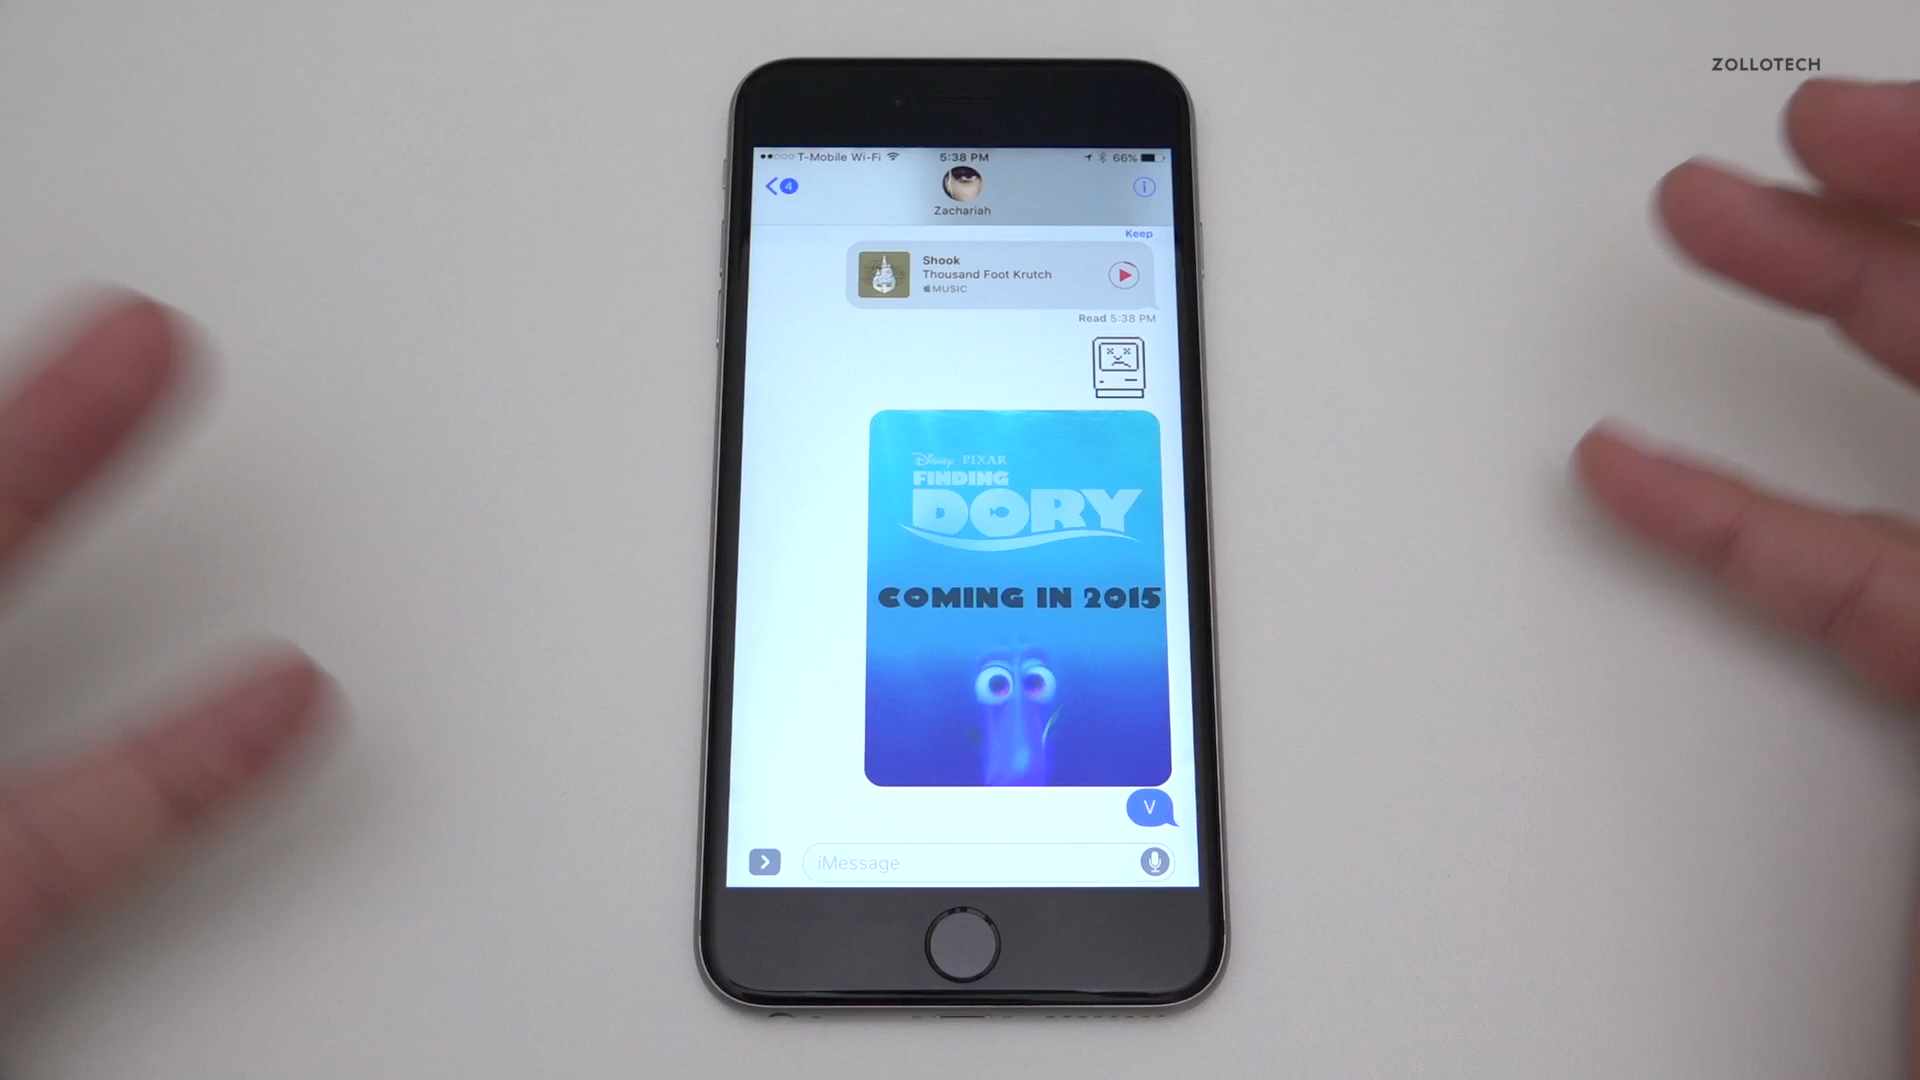 ZOLLOTECH
T-Mobile Wi-Fi 5:38 PM 66%
4
Zachariah
Keep
Shook
Thousand Foot Krutch
MUSIC
Read 5:38 PM
Disney PIXAR
FINDING
DORY
COMING IN 2015
V
iMessage